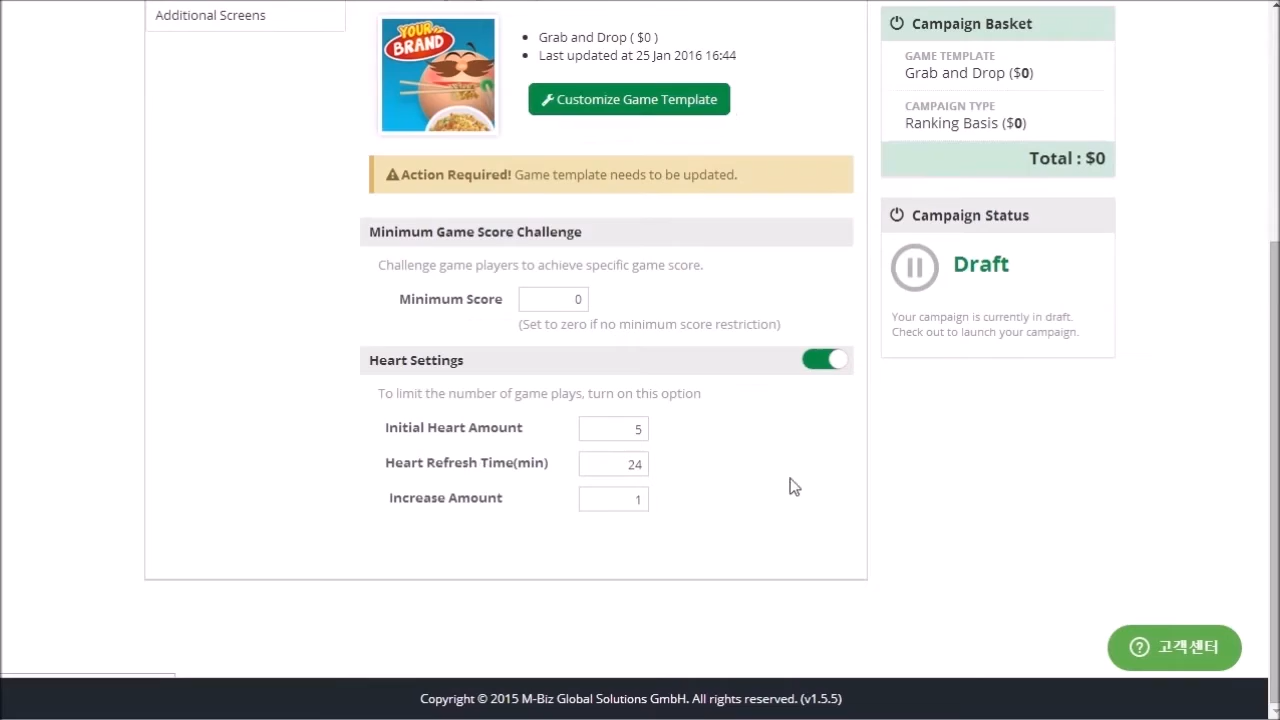 Additional Screens
YOUR
BRAND
Grab and Drop ( $0 )
Last updated at 25 Jan 2016 16:44
Customize Game Template
Action Required! Game template needs to be updated.
Minimum Game Score Challenge
Challenge game players to achieve specific game score.
Minimum Score 0
(Set to zero if no minimum score restriction)
Heart Settings
To limit the number of game plays, turn on this option
Initial Heart Amount 5
Heart Refresh Time(min) 24
Increase Amount 1
Campaign Basket
GAME TEMPLATE
Grab and Drop ($0)
CAMPAIGN TYPE
Ranking Basis ($0)
Total : $0
Campaign Status
Draft
Your campaign is currently in draft.
Check out to launch your campaign.
고객센터
Copyright © 2015 M-Biz Global Solutions GmbH. All rights reserved. (v1.5.5)